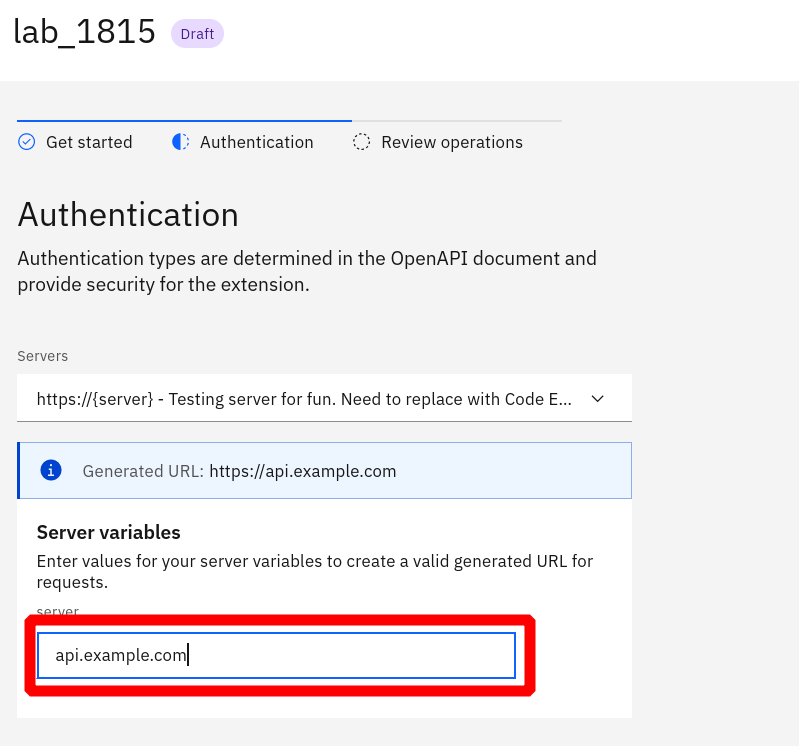 lab_1815 Draft
Get started Authentication Review operations
Authentication
Authentication types are determined in the OpenAPI document and
provide security for the extension.
Servers
https://{server} - Testing server for fun. Need to replace with Code E...
Generated URL: https://api.example.com
Server variables
Enter values for your server variables to create a valid generated URL for
requests.
server
api.example.com